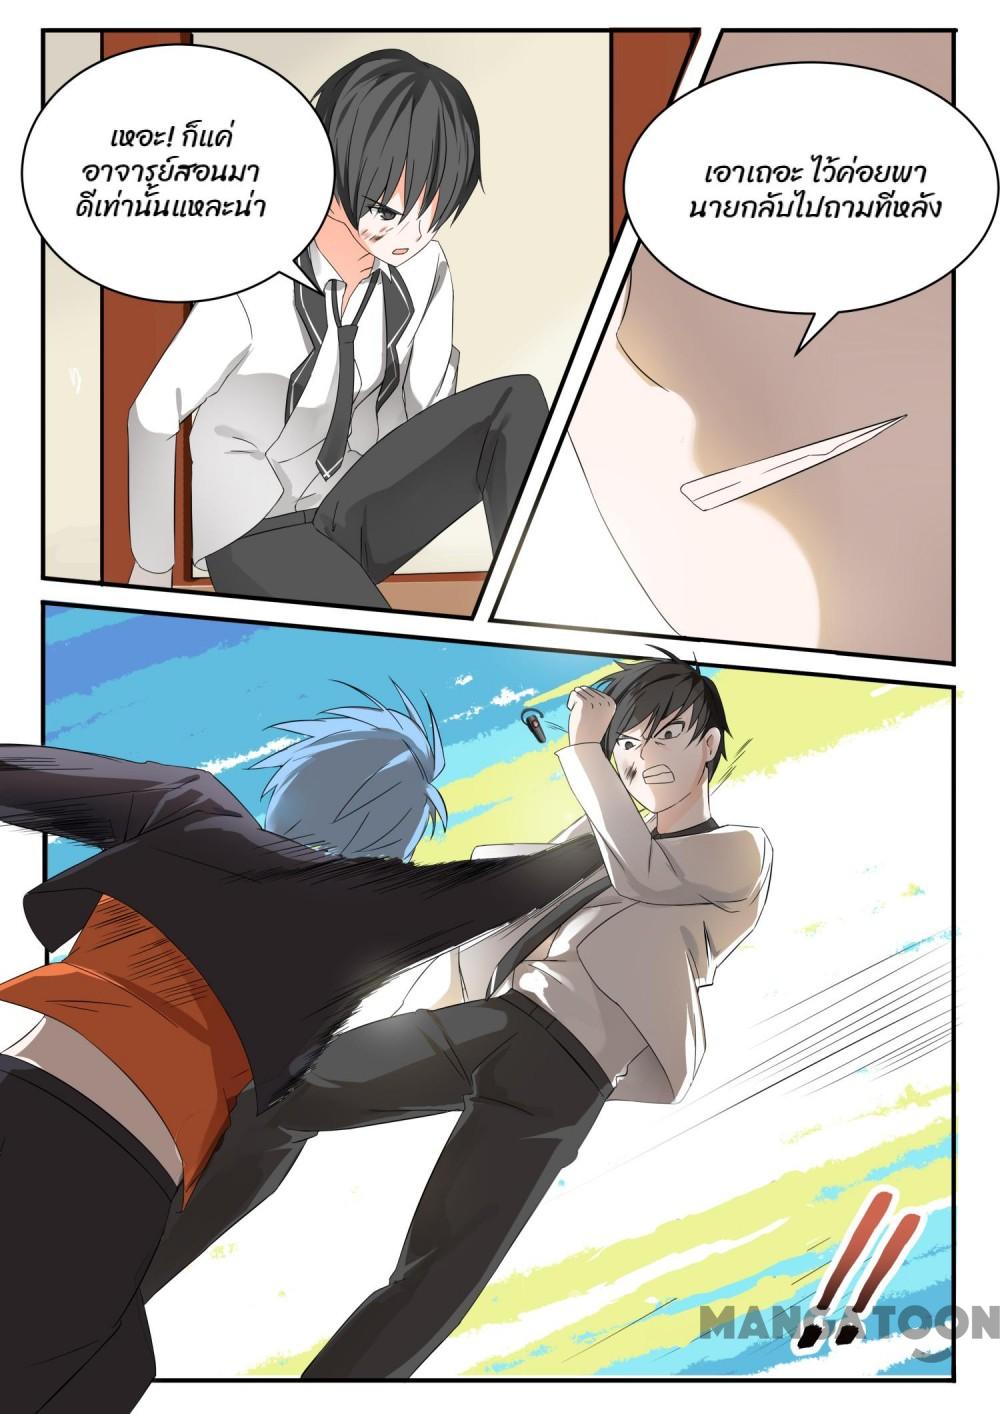 เหอะ! ก็แค่
อาจารย์สอนมา
ดีเท่านั้นแหละน่า
เอาเถอะ ไว้ค่อยพา
นายกลับไปถามทีหลัง
!!
MANGATOON